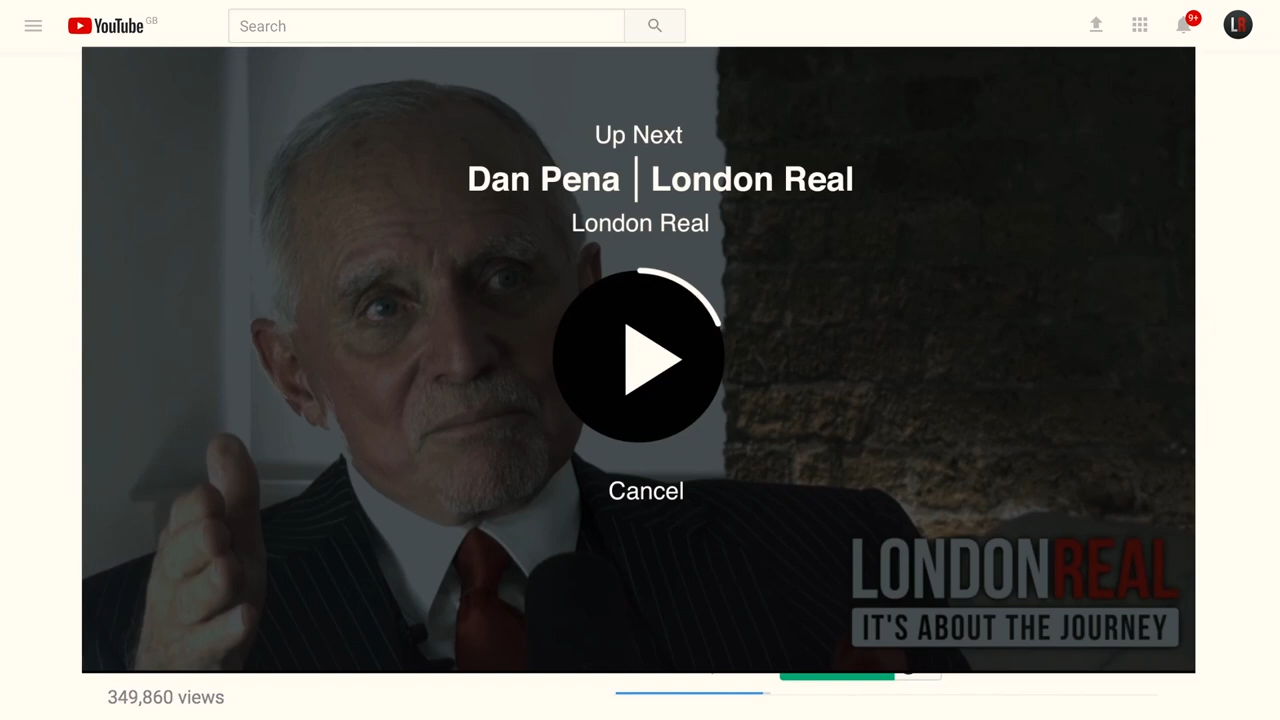 YouTube GB
Search
9+
LR
Up Next
Dan Pena | London Real
London Real
Cancel
LONDONREAL
IT'S ABOUT THE JOURNEY
349,860 views